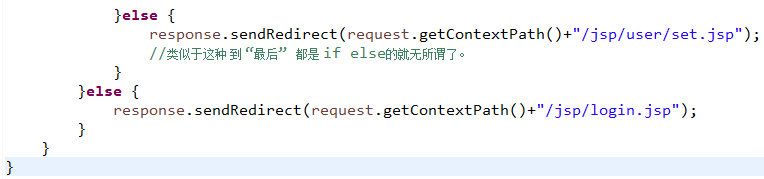 }else {
response.sendRedirect(request.getContextPath()+"/jsp/user/set.jsp");
//类似于这种 到“最后” 都是 if else的就无所谓了。
}
}else {
response.sendRedirect(request.getContextPath()+"/jsp/login.jsp");
}
}
}